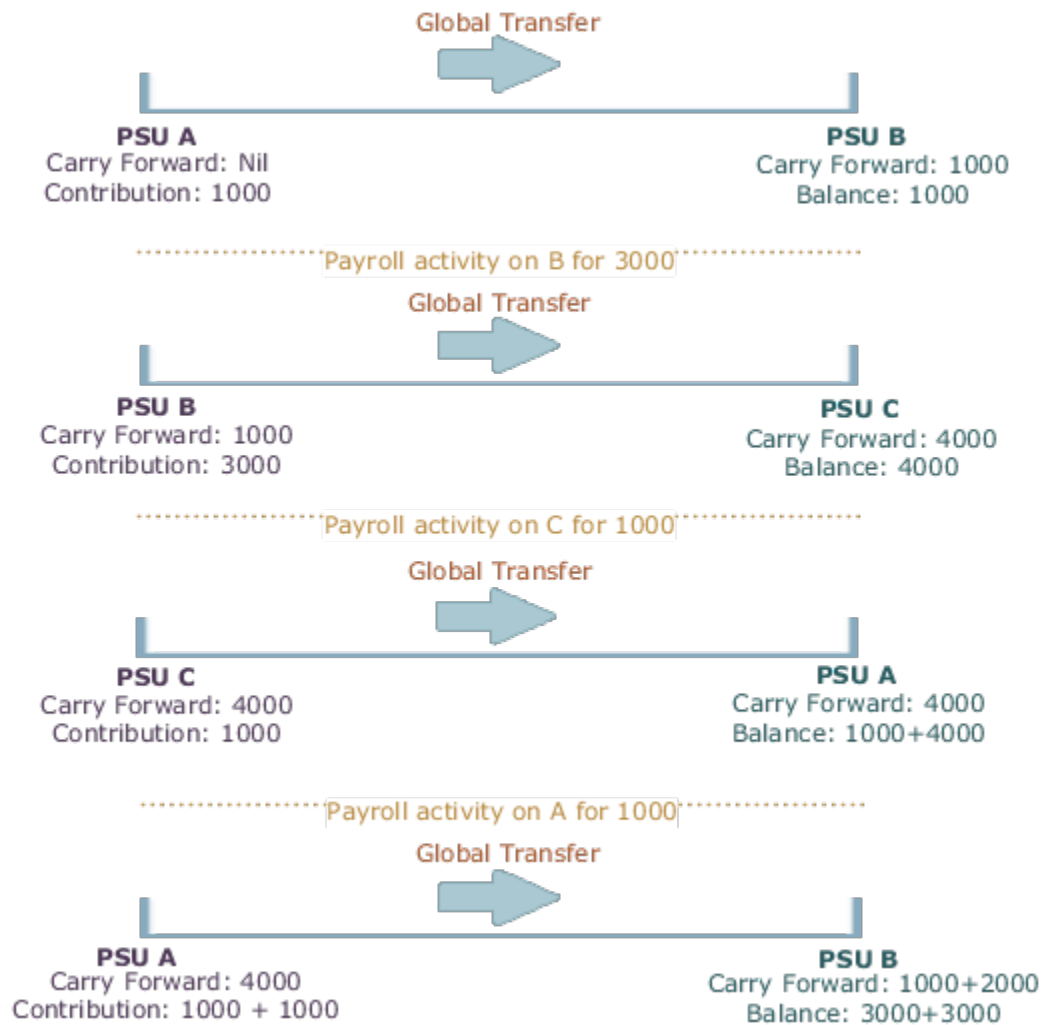 Global Transfer
PSU A
Carry Forward: Nil
Contribution: 1000
PSU B
Carry Forward: 1000
Balance: 1000
Payroll activity on B for 3000
Global Transfer
PSU B
Carry Forward: 1000
Contribution: 3000
PSU C
Carry Forward: 4000
Balance: 4000
Payroll activity on C for 1000
Global Transfer
PSU C
Carry Forward: 4000
Contribution: 1000
PSU A
Carry Forward: 4000
Balance: 1000+4000
Payroll activity on A for 1000
Global Transfer
PSU A
Carry Forward: 4000
Contribution: 1000 + 1000
PSU B
Carry Forward: 1000+2000
Balance: 3000+3000